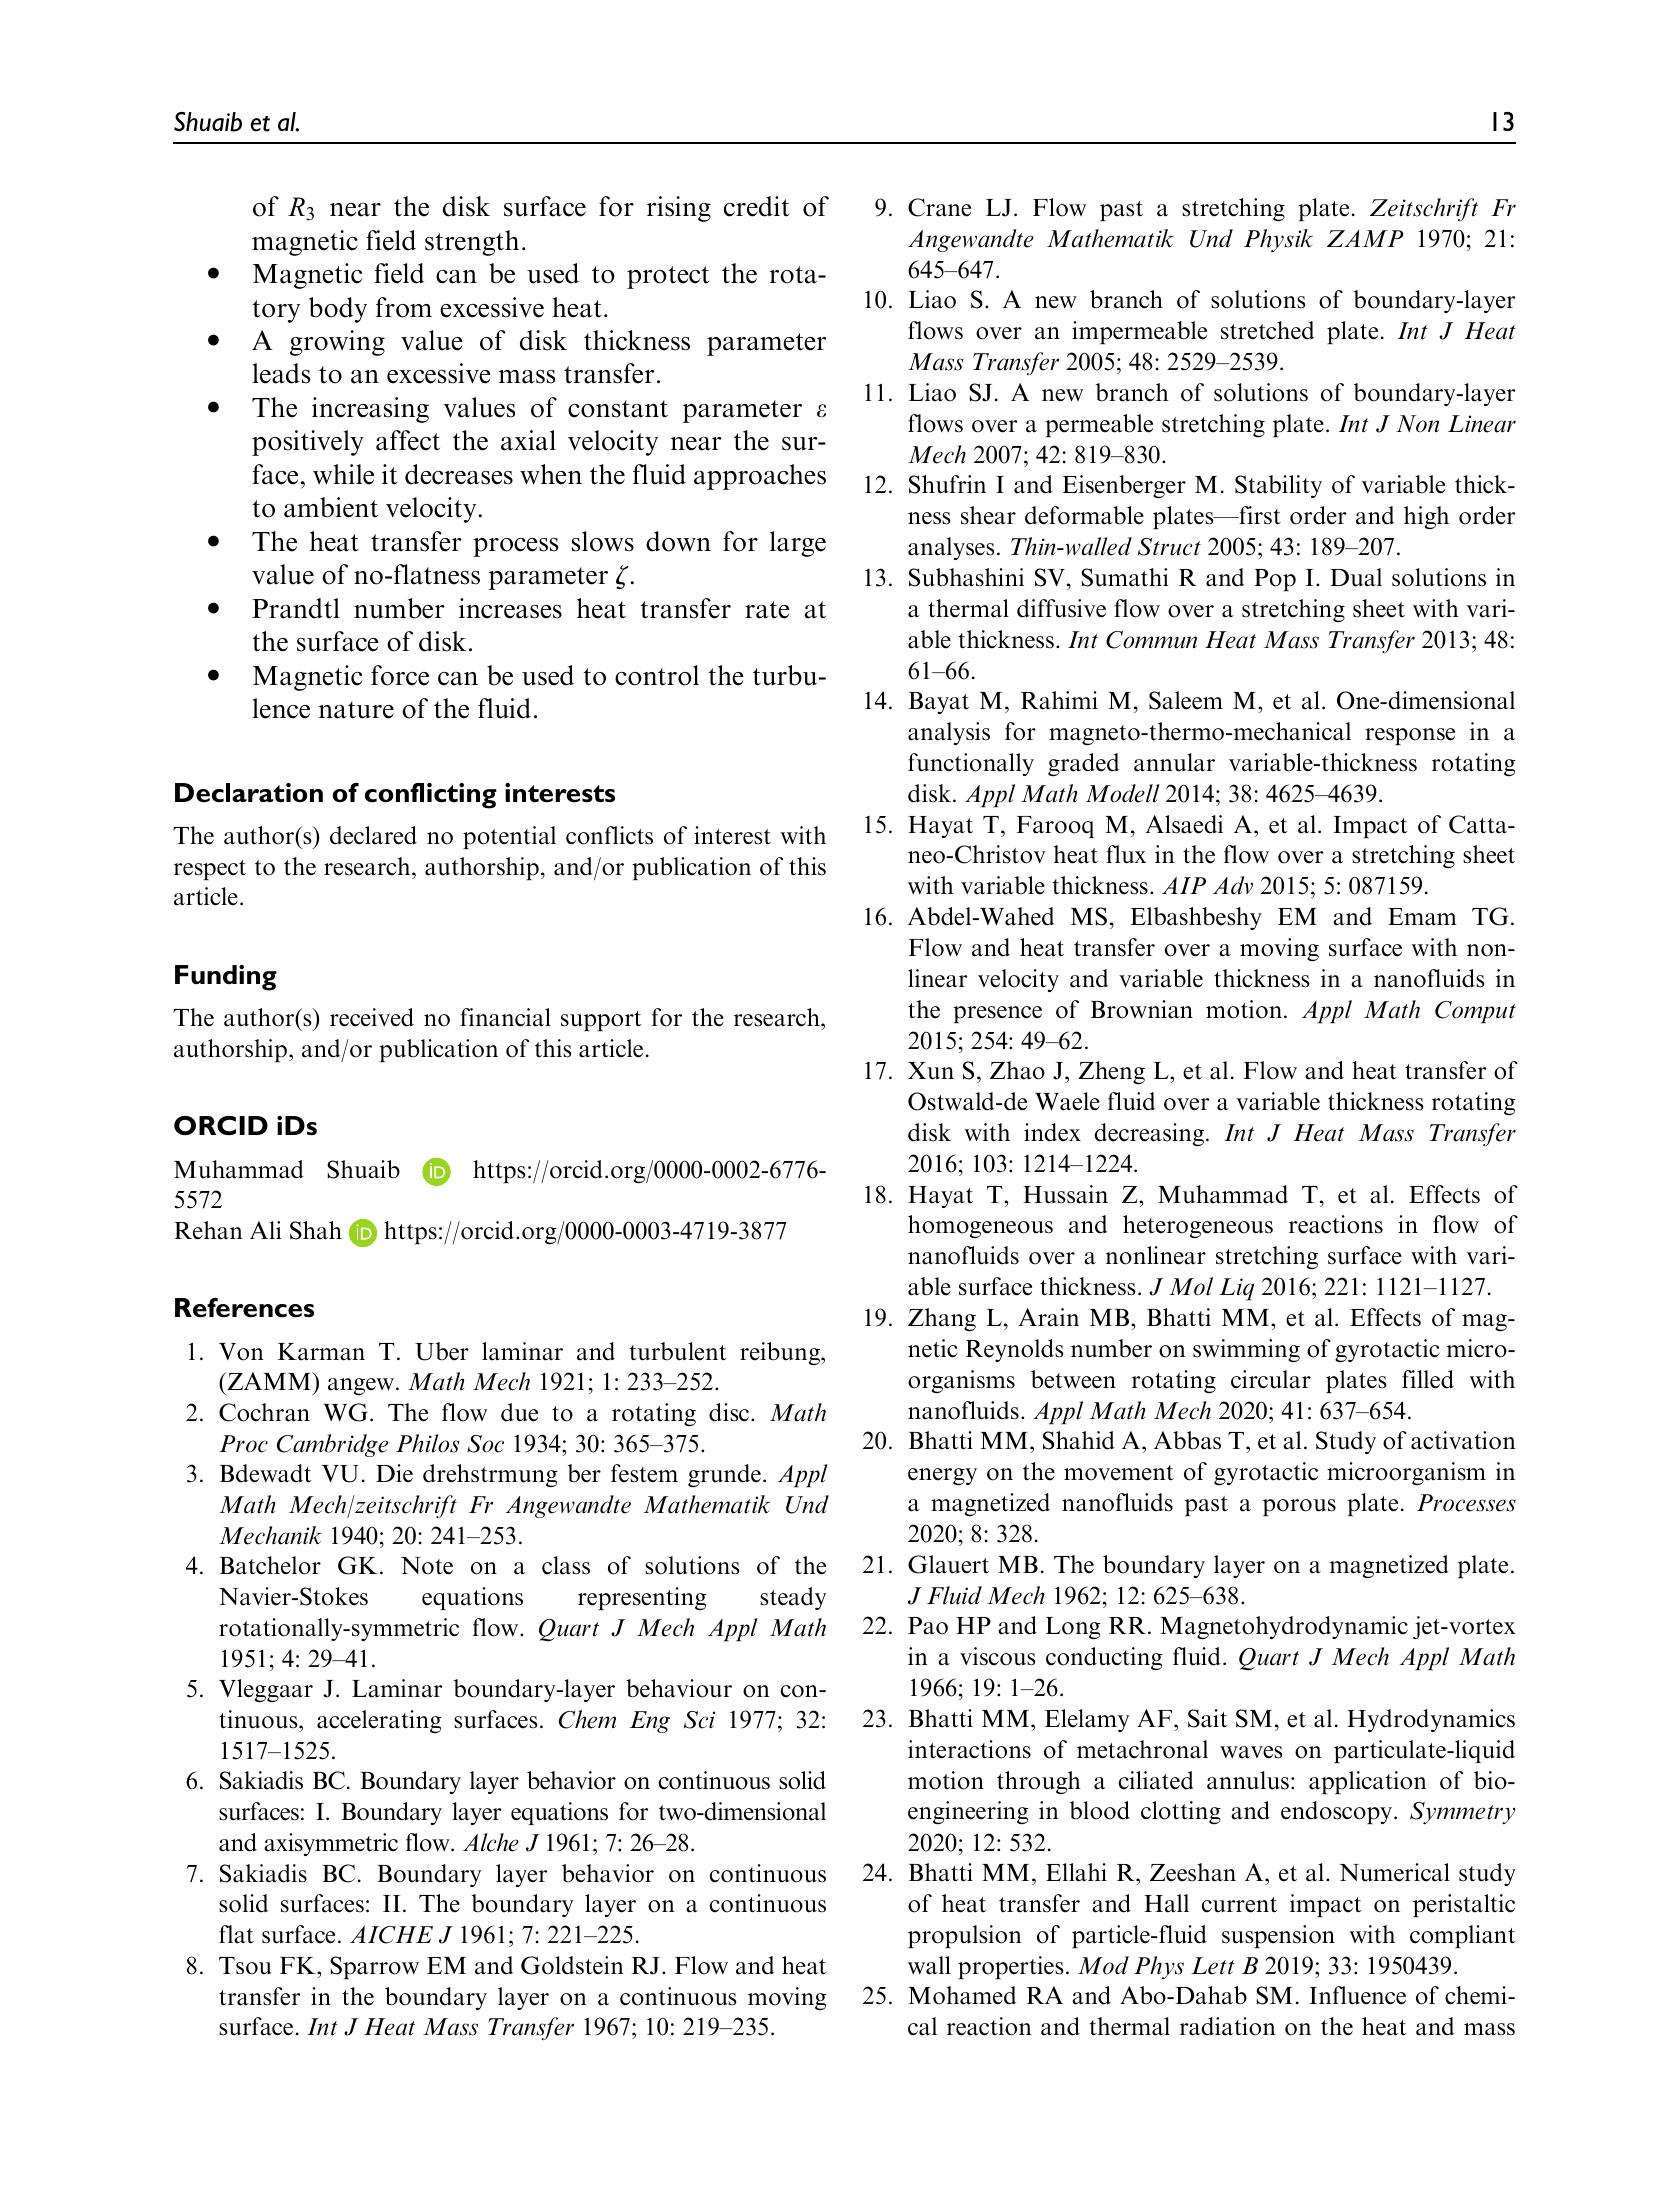 Shuaib et al.
13
of R3 near the disk surface for rising credit of
magnetic field strength.
● Magnetic field can be used to protect the rota-
tory body from excessive heat.
● A growing value of disk thickness parameter
leads to an excessive mass transfer.
● The increasing values of constant parameter ε
positively affect the axial velocity near the sur-
face, while it decreases when the fluid approaches
to ambient velocity.
● The heat transfer process slows down for large
value of no-flatness parameter ζ.
● Prandtl number increases heat transfer rate at
the surface of disk.
● Magnetic force can be used to control the turbu-
lence nature of the fluid.
Declaration of conflicting interests
The author(s) declared no potential conflicts of interest with
respect to the research, authorship, and/or publication of this
article.
Funding
The author(s) received no financial support for the research,
authorship, and/or publication of this article.
ORCID iDs
Muhammad Shuaib iD https://orcid.org/0000-0002-6776-
5572
Rehan Ali Shah iD https://orcid.org/0000-0003-4719-3877
References
1. Von Karman T. Uber laminar and turbulent reibung,
(ZAMM) angew. Math Mech 1921; 1: 233–252.
2. Cochran WG. The flow due to a rotating disc. Math
Proc Cambridge Philos Soc 1934; 30: 365–375.
3. Bdewadt VU. Die drehstrmung ber festem grunde. Appl
Math Mech/zeitschrift Fr Angewandte Mathematik Und
Mechanik 1940; 20: 241–253.
4. Batchelor GK. Note on a class of solutions of the
Navier-Stokes equations representing steady
rotationally-symmetric flow. Quart J Mech Appl Math
1951; 4: 29–41.
5. Vleggaar J. Laminar boundary-layer behaviour on con-
tinuous, accelerating surfaces. Chem Eng Sci 1977; 32:
1517–1525.
6. Sakiadis BC. Boundary layer behavior on continuous solid
surfaces: I. Boundary layer equations for two-dimensional
and axisymmetric flow. Alche J 1961; 7: 26–28.
7. Sakiadis BC. Boundary layer behavior on continuous
solid surfaces: II. The boundary layer on a continuous
flat surface. AICHE J 1961; 7: 221–225.
8. Tsou FK, Sparrow EM and Goldstein RJ. Flow and heat
transfer in the boundary layer on a continuous moving
surface. Int J Heat Mass Transfer 1967; 10: 219–235.
9. Crane LJ. Flow past a stretching plate. Zeitschrift Fr
Angewandte Mathematik Und Physik ZAMP 1970; 21:
645–647.
10. Liao S. A new branch of solutions of boundary-layer
flows over an impermeable stretched plate. Int J Heat
Mass Transfer 2005; 48: 2529–2539.
11. Liao SJ. A new branch of solutions of boundary-layer
flows over a permeable stretching plate. Int J Non Linear
Mech 2007; 42: 819–830.
12. Shufrin I and Eisenberger M. Stability of variable thick-
ness shear deformable plates—first order and high order
analyses. Thin-walled Struct 2005; 43: 189–207.
13. Subhashini SV, Sumathi R and Pop I. Dual solutions in
a thermal diffusive flow over a stretching sheet with vari-
able thickness. Int Commun Heat Mass Transfer 2013; 48:
61–66.
14. Bayat M, Rahimi M, Saleem M, et al. One-dimensional
analysis for magneto-thermo-mechanical response in a
functionally graded annular variable-thickness rotating
disk. Appl Math Modell 2014; 38: 4625–4639.
15. Hayat T, Farooq M, Alsaedi A, et al. Impact of Catta-
neo-Christov heat flux in the flow over a stretching sheet
with variable thickness. AIP Adv 2015; 5: 087159.
16. Abdel-Wahed MS, Elbashbeshy EM and Emam TG.
Flow and heat transfer over a moving surface with non-
linear velocity and variable thickness in a nanofluids in
the presence of Brownian motion. Appl Math Comput
2015; 254: 49–62.
17. Xun S, Zhao J, Zheng L, et al. Flow and heat transfer of
Ostwald-de Waele fluid over a variable thickness rotating
disk with index decreasing. Int J Heat Mass Transfer
2016; 103: 1214–1224.
18. Hayat T, Hussain Z, Muhammad T, et al. Effects of
homogeneous and heterogeneous reactions in flow of
nanofluids over a nonlinear stretching surface with vari-
able surface thickness. J Mol Liq 2016; 221: 1121–1127.
19. Zhang L, Arain MB, Bhatti MM, et al. Effects of mag-
netic Reynolds number on swimming of gyrotactic micro-
organisms between rotating circular plates filled with
nanofluids. Appl Math Mech 2020; 41: 637–654.
20. Bhatti MM, Shahid A, Abbas T, et al. Study of activation
energy on the movement of gyrotactic microorganism in
a magnetized nanofluids past a porous plate. Processes
2020; 8: 328.
21. Glauert MB. The boundary layer on a magnetized plate.
J Fluid Mech 1962; 12: 625–638.
22. Pao HP and Long RR. Magnetohydrodynamic jet-vortex
in a viscous conducting fluid. Quart J Mech Appl Math
1966; 19: 1–26.
23. Bhatti MM, Elelamy AF, Sait SM, et al. Hydrodynamics
interactions of metachronal waves on particulate-liquid
motion through a ciliated annulus: application of bio-
engineering in blood clotting and endoscopy. Symmetry
2020; 12: 532.
24. Bhatti MM, Ellahi R, Zeeshan A, et al. Numerical study
of heat transfer and Hall current impact on peristaltic
propulsion of particle-fluid suspension with compliant
wall properties. Mod Phys Lett B 2019; 33: 1950439.
25. Mohamed RA and Abo-Dahab SM. Influence of chemi-
cal reaction and thermal radiation on the heat and mass